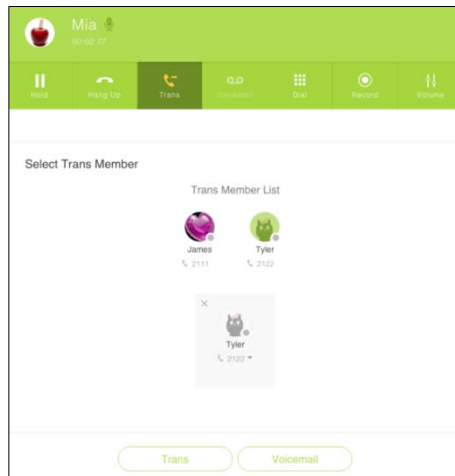 Mia
00:02:27
Hold Hang Up Trans Voicemail Dial Record Volume
Select Trans Member
Trans Member List
James Tyler
2111 2122
Tyler
2122
Trans Voicemail